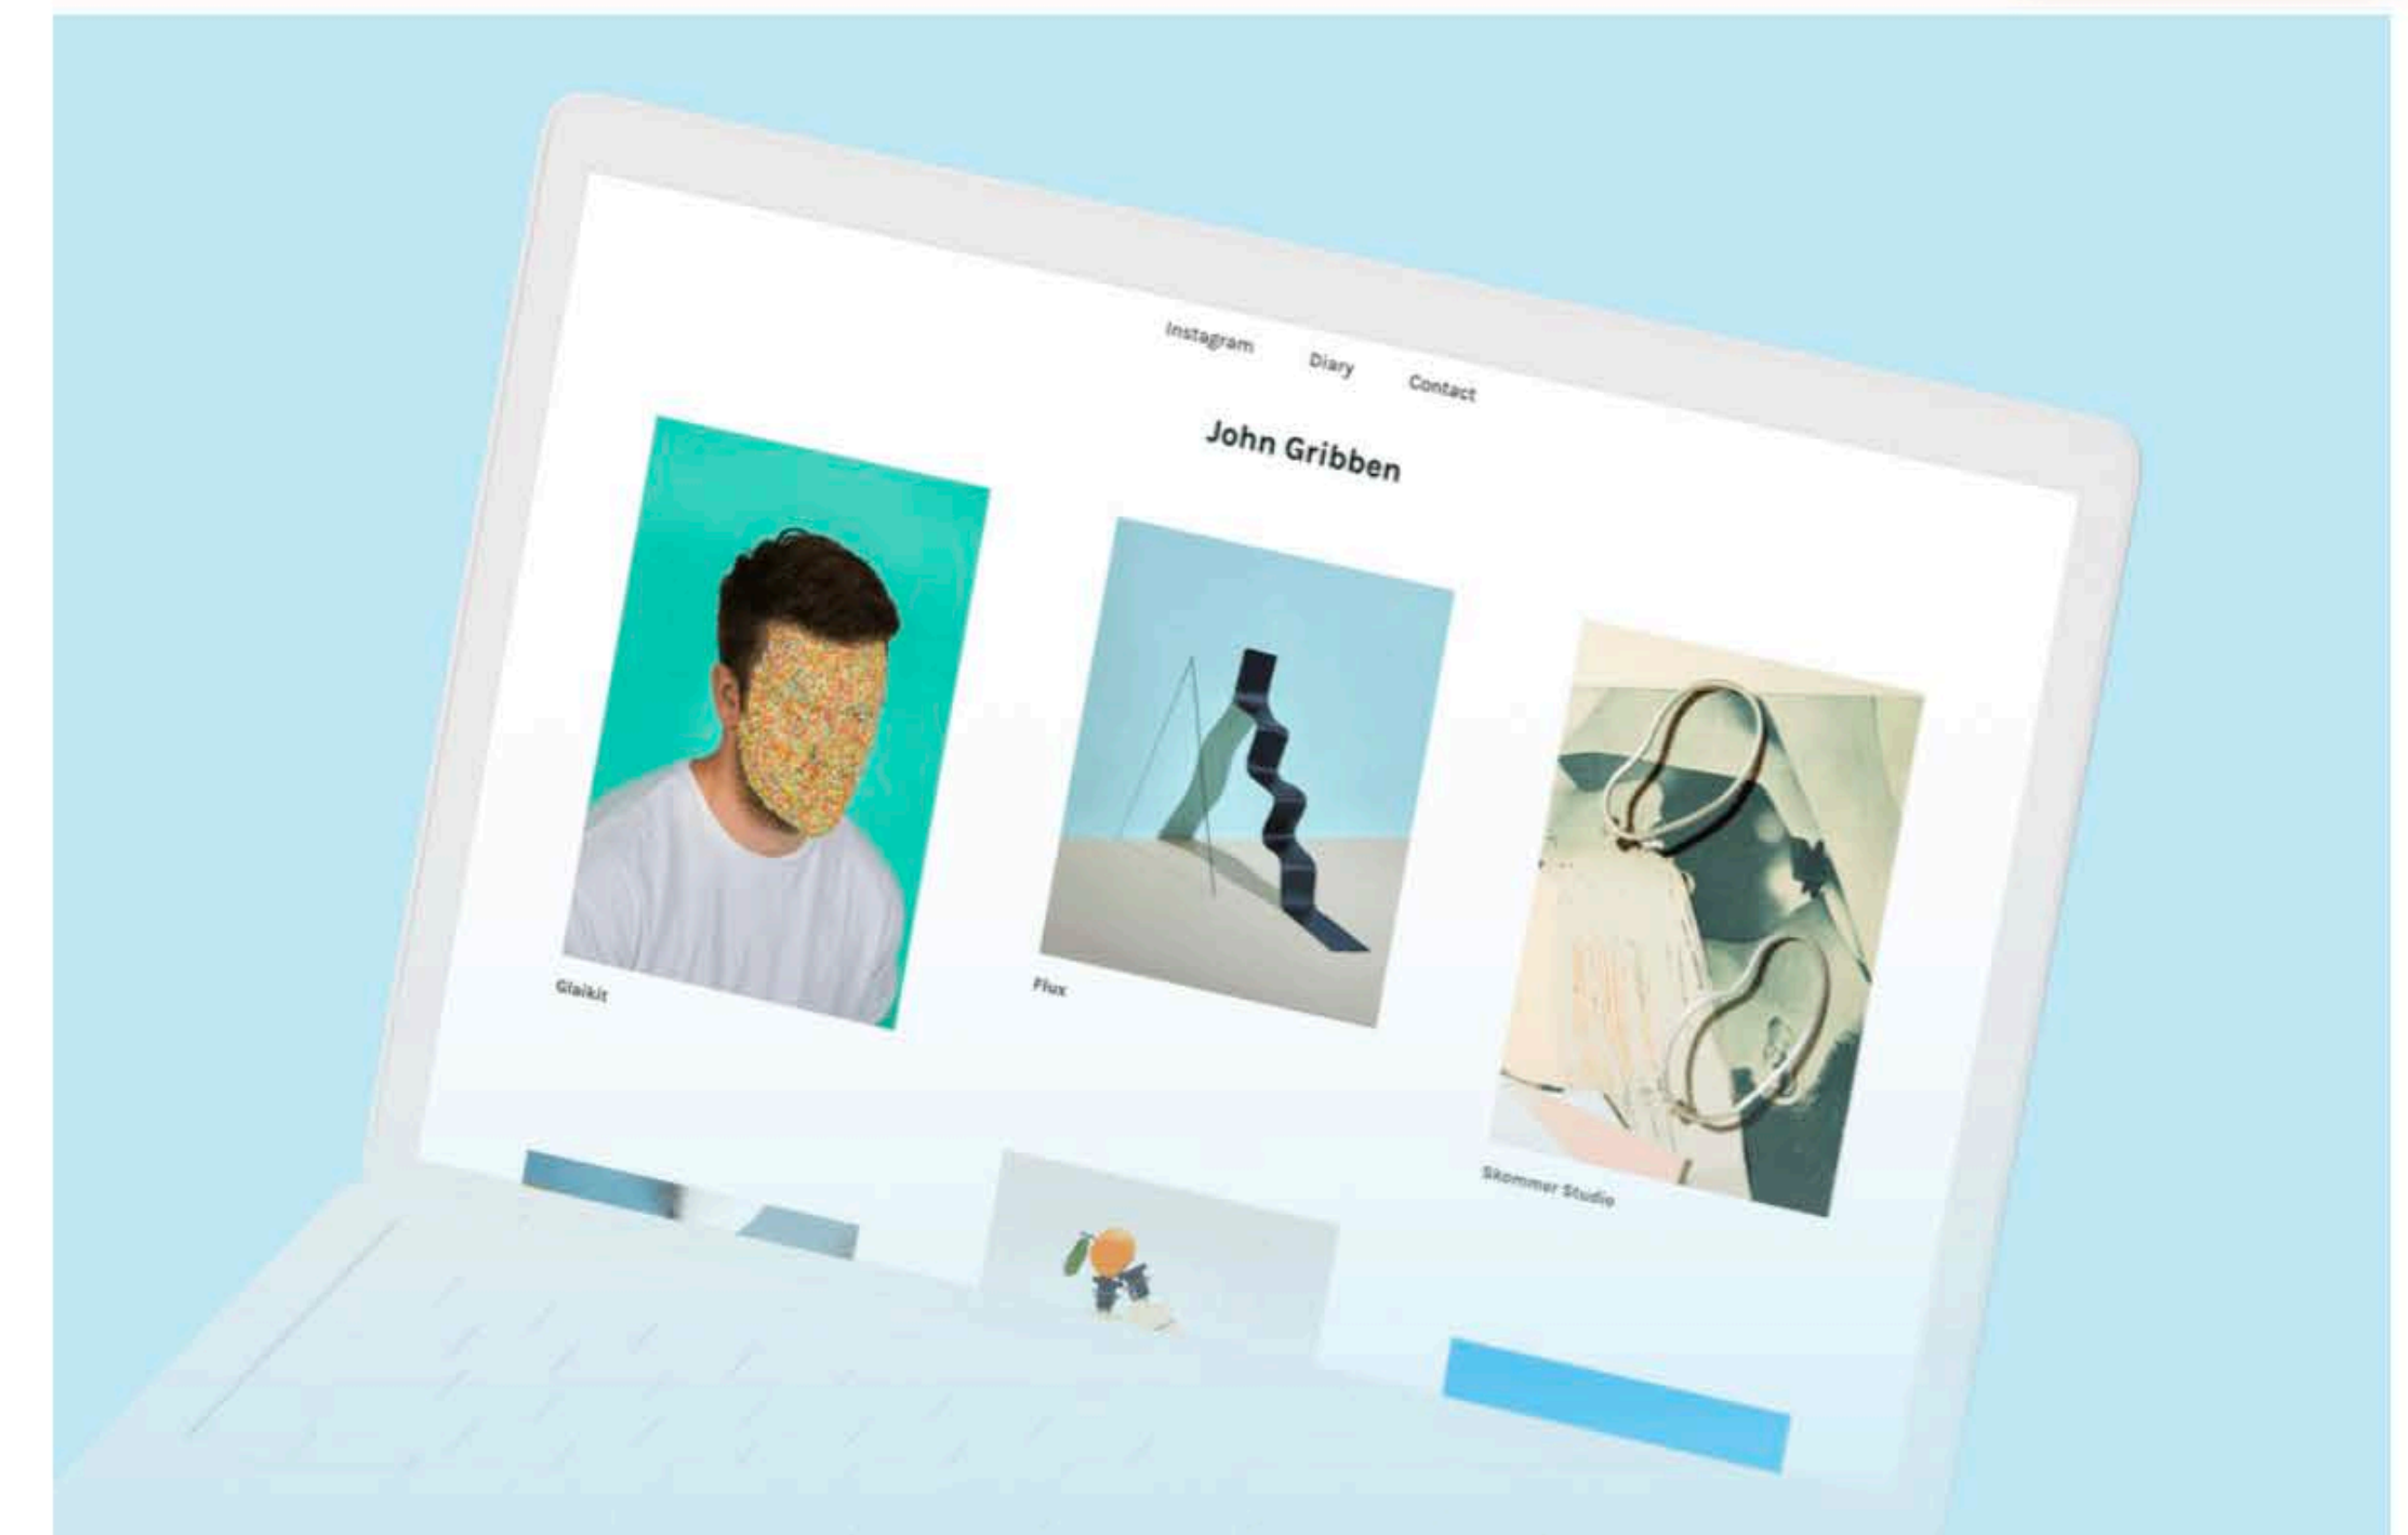 Instagram Diary Contact
John Gribben
Glaikit
Flux
Skommer Studio